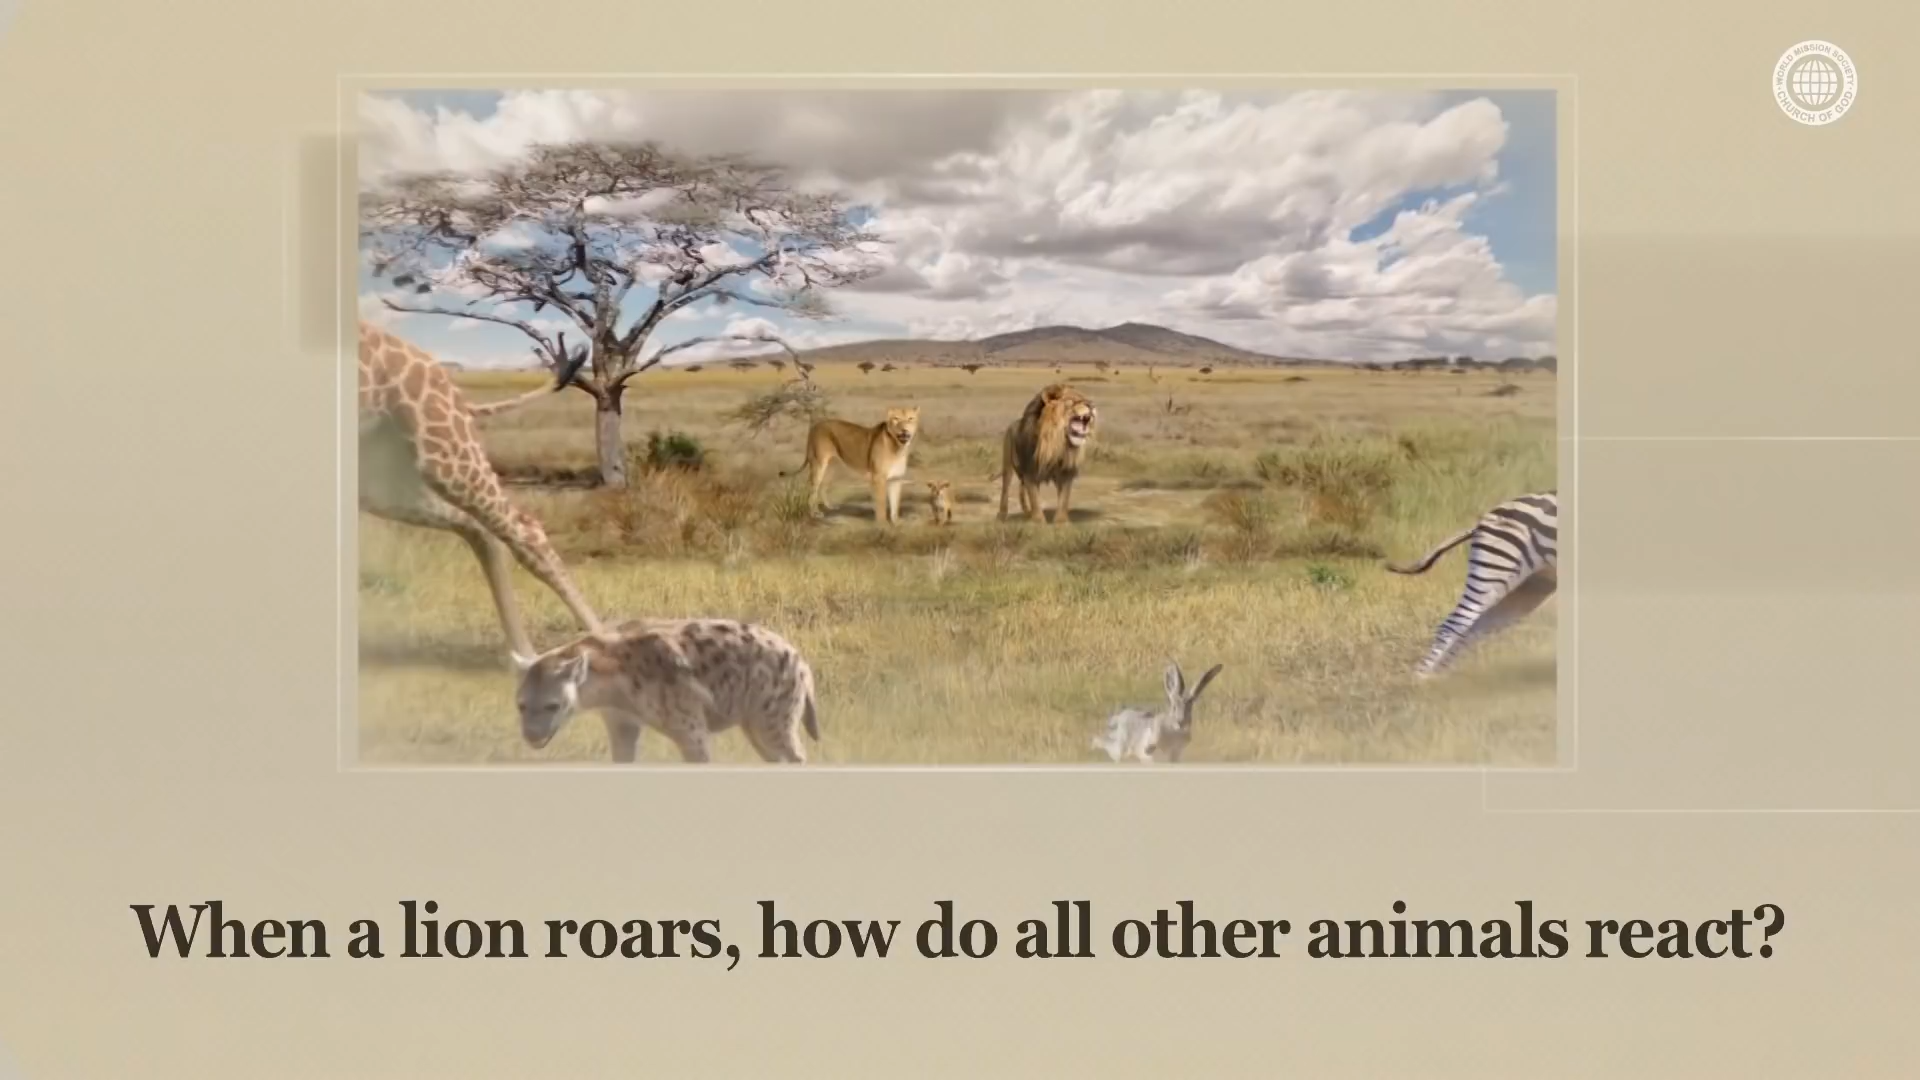 WORLD MISSION SOCIETY
CHURCH OF GOD
When a lion roars, how do all other animals react?